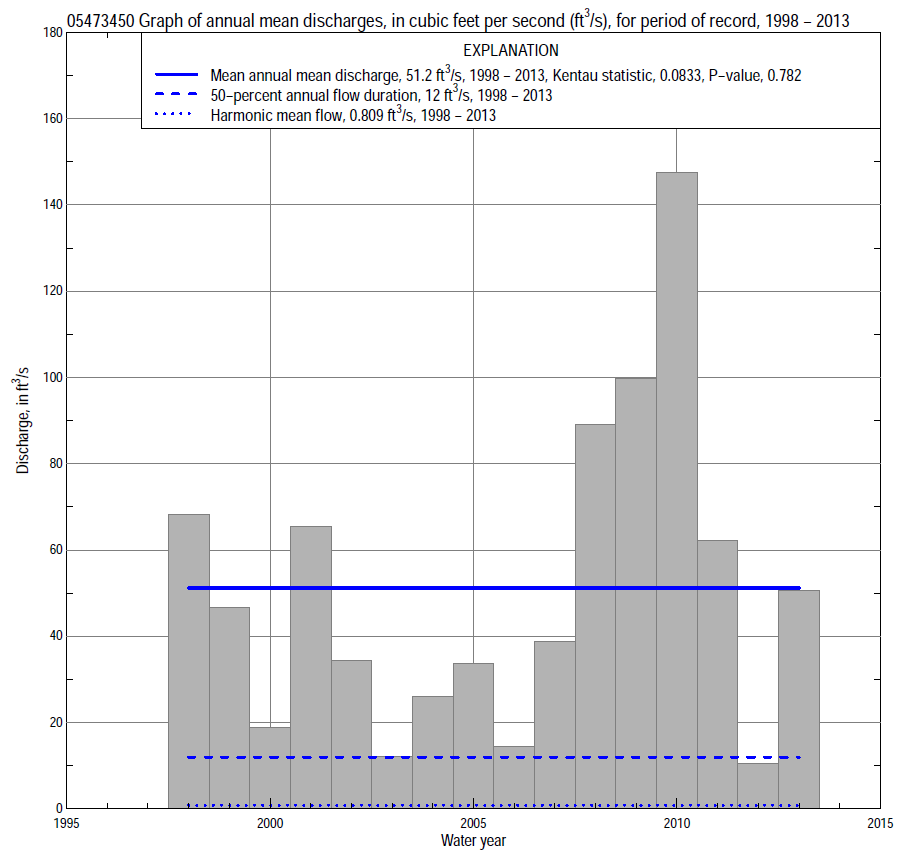 05473450 Graph of annual mean discharges, in cubic feet per second (ft³/s), for period of record, 1998 – 2013
EXPLANATION
Mean annual mean discharge, 51.2 ft³/s, 1998 – 2013, Kentau statistic, 0.0833, P–value, 0.782
50–percent annual flow duration, 12 ft³/s, 1998 – 2013
Harmonic mean flow, 0.809 ft³/s, 1998 – 2013
180
160
140
120
100
80
60
40
20
0
Discharge, in ft³/s
1995 2000 2005 2010 2015
Water year